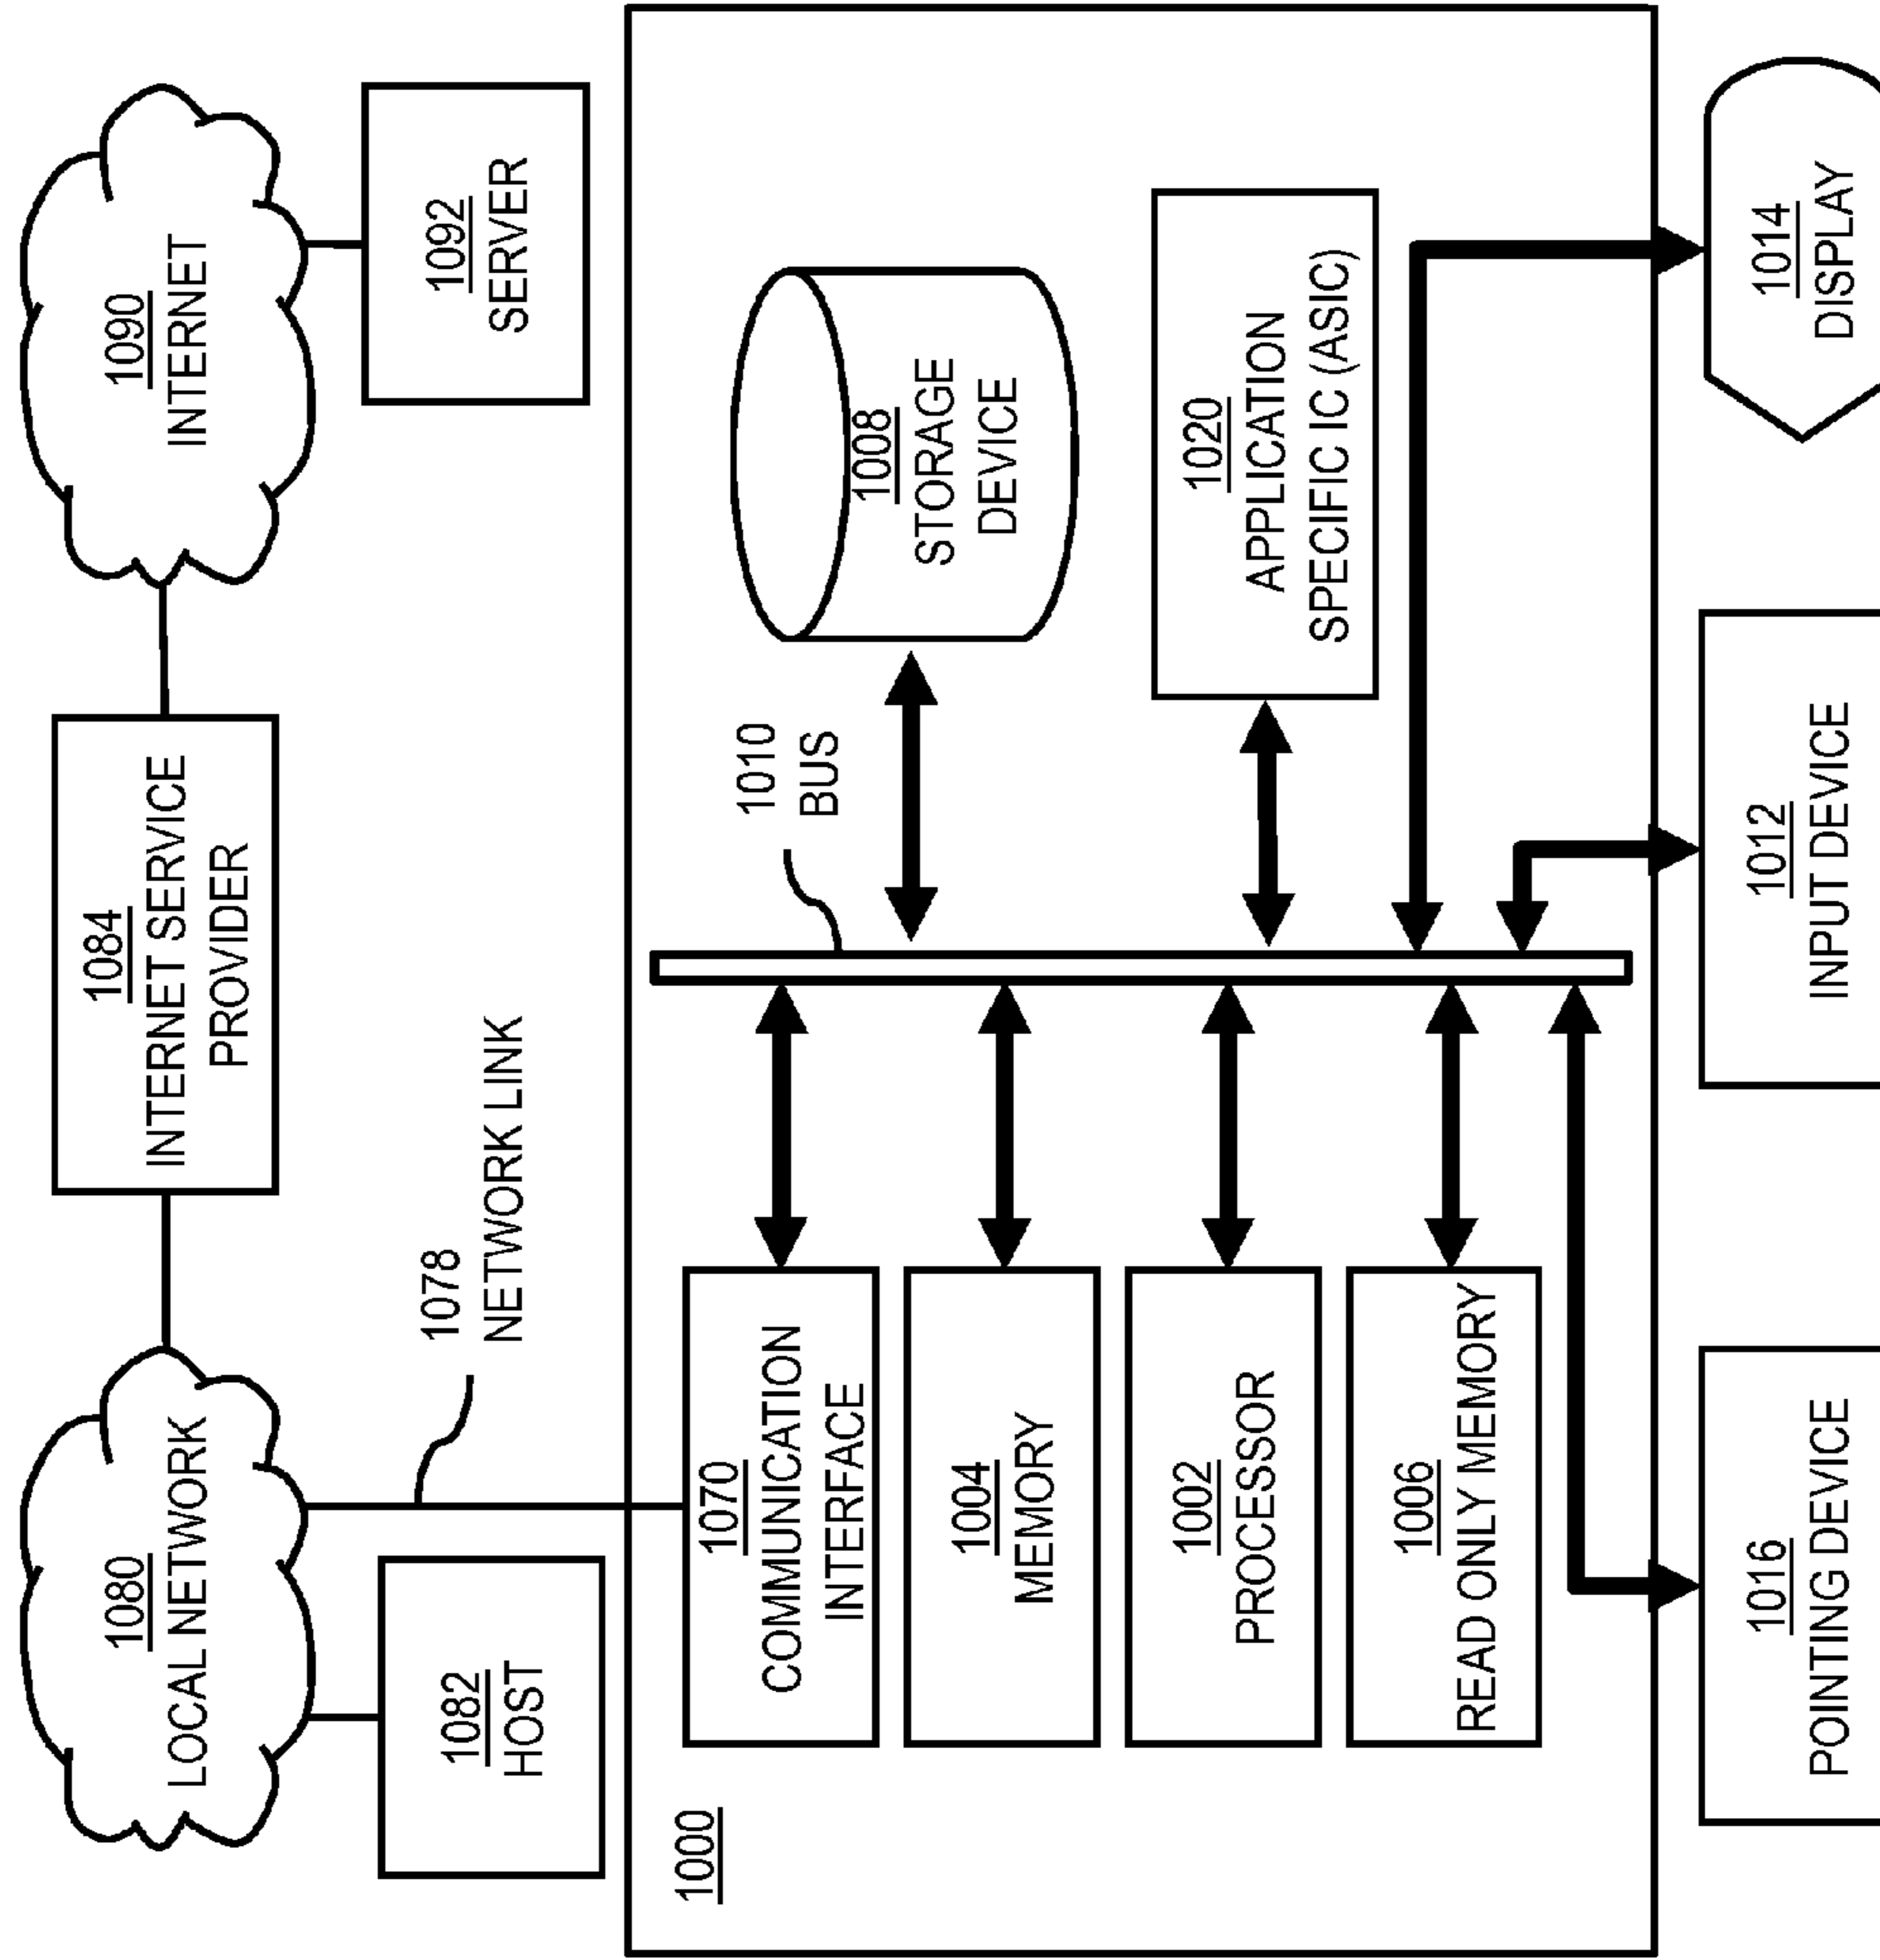 1080
LOCAL NETWORK
1084
INTERNET SERVICE
PROVIDER
1090
INTERNET
1082
HOST
1078
NETWORK LINK
1092
SERVER
1000
1070
COMMUNICATION
INTERFACE
1004
MEMORY
1002
PROCESSOR
1006
READ ONLY MEMORY
1010
BUS
1008
STORAGE
DEVICE
1020
APPLICATION
SPECIFIC IC (ASIC)
1016
POINTING DEVICE
1012
INPUT DEVICE
1014
DISPLAY